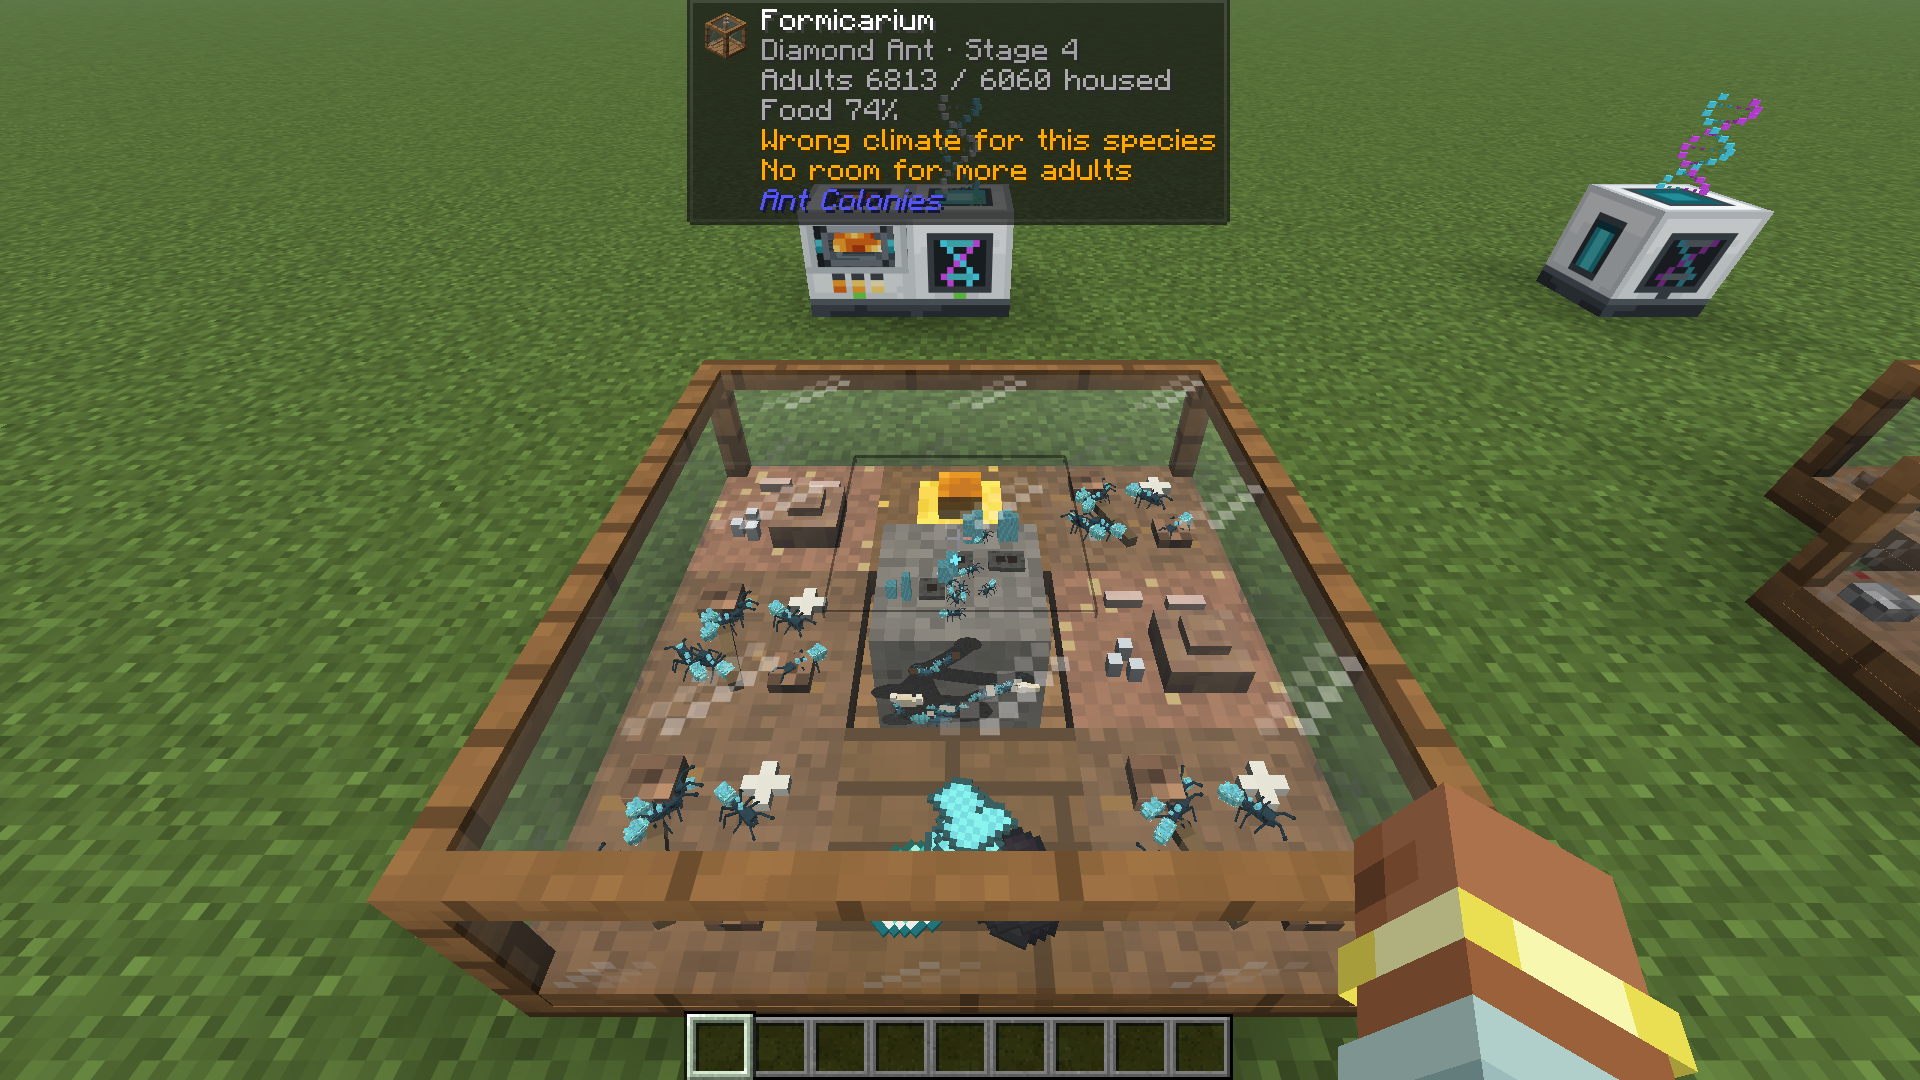 Formicarium
Diamond Ant · Stage 4
Adults 6813 / 6060 housed
Food 74%
Wrong climate for this species
No room for more adults
Ant Colonies